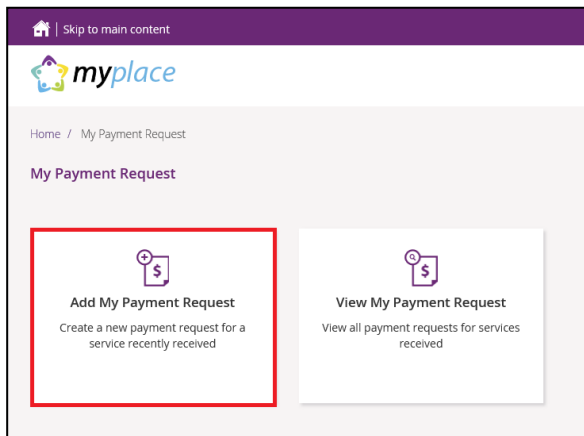 | Skip to main content
myplace
Home / My Payment Request
My Payment Request
$
Add My Payment Request
Create a new payment request for a
service recently received
$
View My Payment Request
View all payment requests for services
received